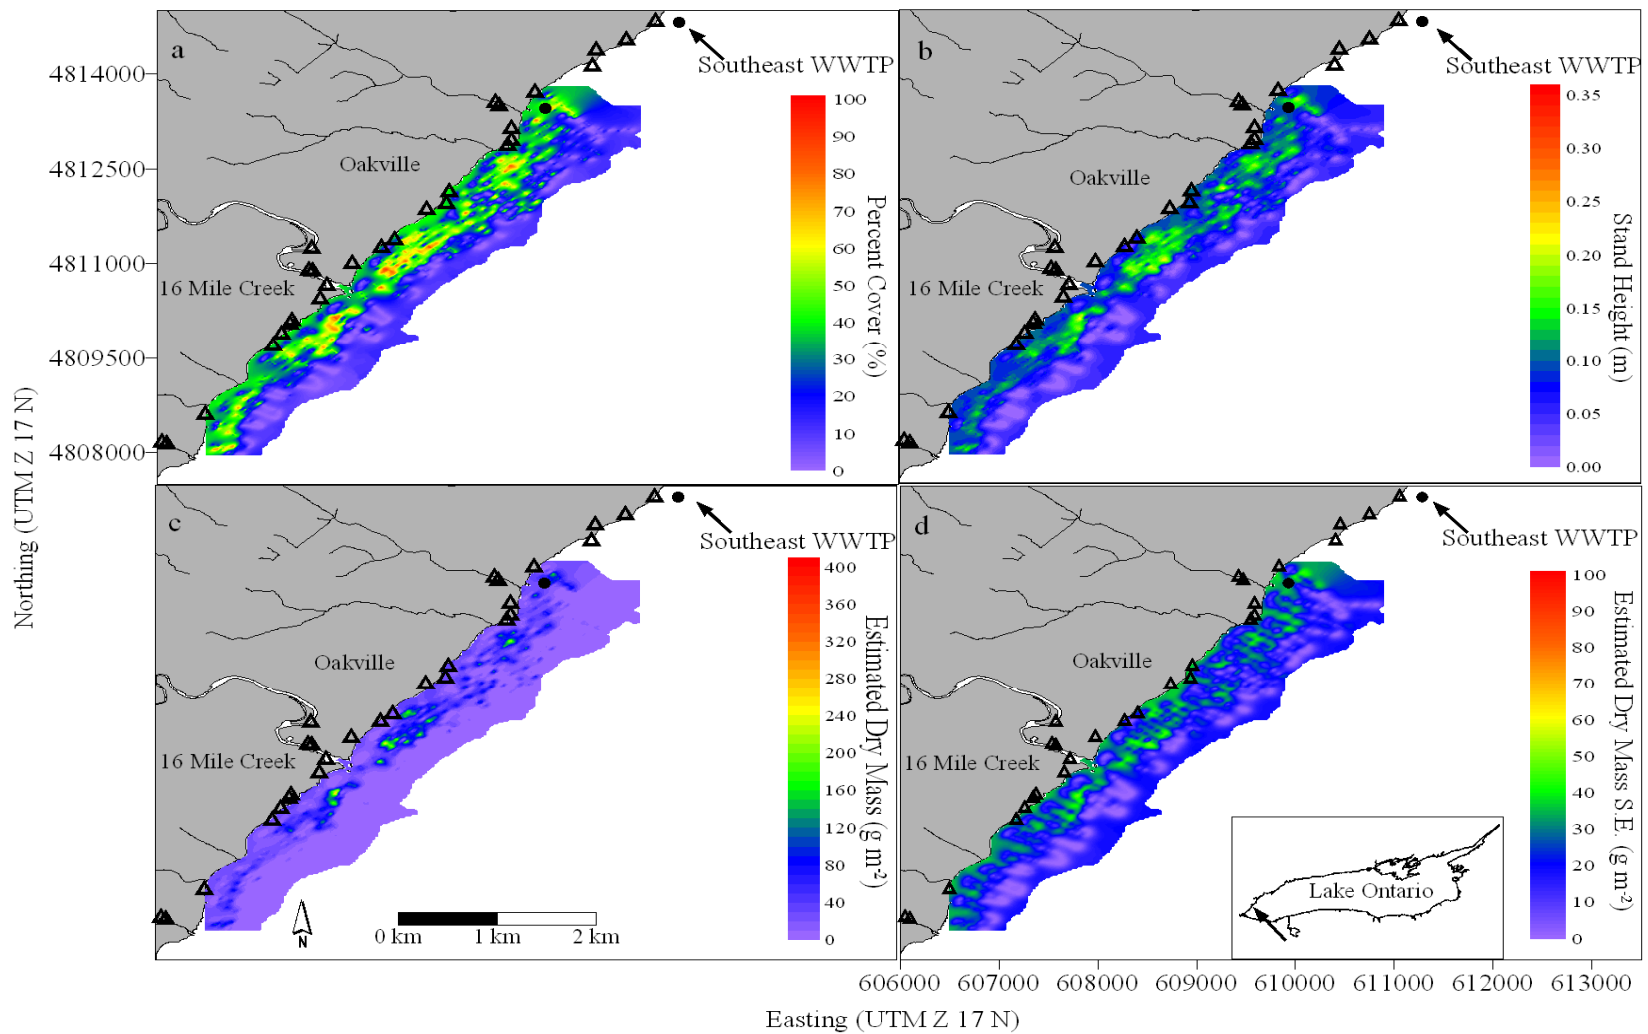 a
Southeast WWTP
Oakville
16 Mile Creek
100
90
80
70
60
50
40
30
20
10
0
Percent Cover (%)
b
Southeast WWTP
Oakville
16 Mile Creek
0.35
0.30
0.25
0.20
0.15
0.10
0.05
0.00
Stand Height (m)
4814000
4812500
4811000
4809500
4808000
Northing (UTM Z 17 N)
c
Southeast WWTP
Oakville
16 Mile Creek
400
360
320
280
240
200
160
120
80
40
0
Estimated Dry Mass (g m-2)
N
0 km 1 km 2 km
d
Southeast WWTP
Oakville
16 Mile Creek
100
90
80
70
60
50
40
30
20
10
0
Estimated Dry Mass S.E. (g m-2)
Lake Ontario
606000 607000 608000 609000 610000 611000 612000 613000
Easting (UTM Z 17 N)